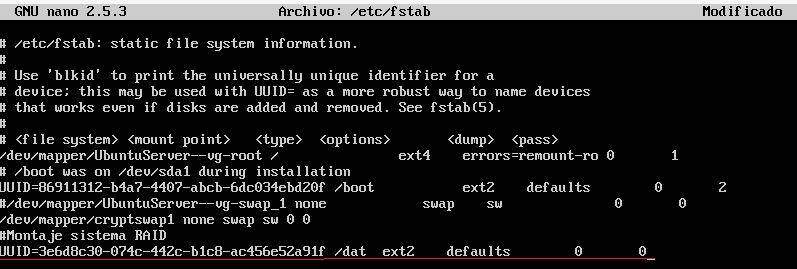 GNU nano 2.5.3 Archivo: /etc/fstab Modificado
# /etc/fstab: static file system information.
#
# Use 'blkid' to print the universally unique identifier for a
# device; this may be used with UUID= as a more robust way to name devices
# that works even if disks are added and removed. See fstab(5).
#
# <file system> <mount point> <type> <options> <dump> <pass>
/dev/mapper/UbuntuServer--vg-root / ext4 errors=remount-ro 0 1
# /boot was on /dev/sda1 during installation
UUID=86911312-b4a7-4407-abcb-6dc034ebd20f /boot ext2 defaults 0 2
#/dev/mapper/UbuntuServer--vg-swap_1 none swap sw 0 0
/dev/mapper/cryptswap1 none swap sw 0 0
#Montaje sistema RAID
UUID=3e6d8c30-074c-442c-b1c8-ac456e52a91f /dat ext2 defaults 0 0